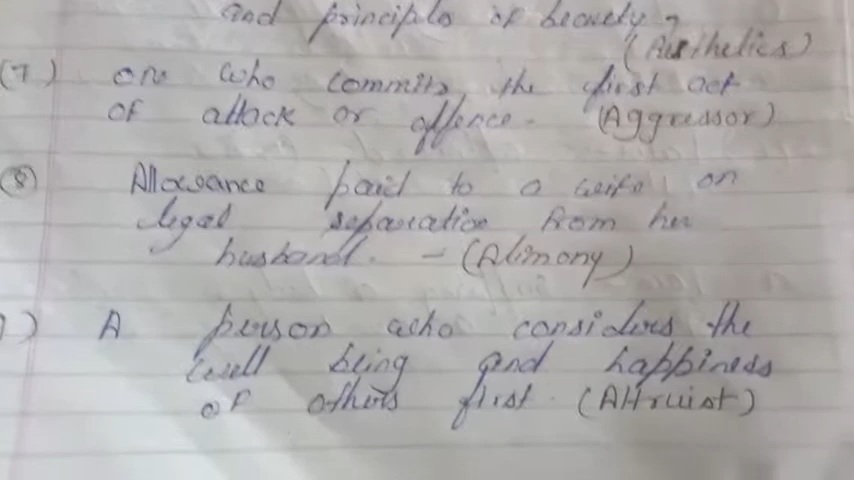 and principls of beauty
(Aesthetics)
(7) one who commits the first act
of attack or offence. (Aggressor)
(8) Allowance paid to a wife on
legal separation from her
husband. - (Alimony)
) A person who considers the
well being and happiness
of others first. (Altruist)